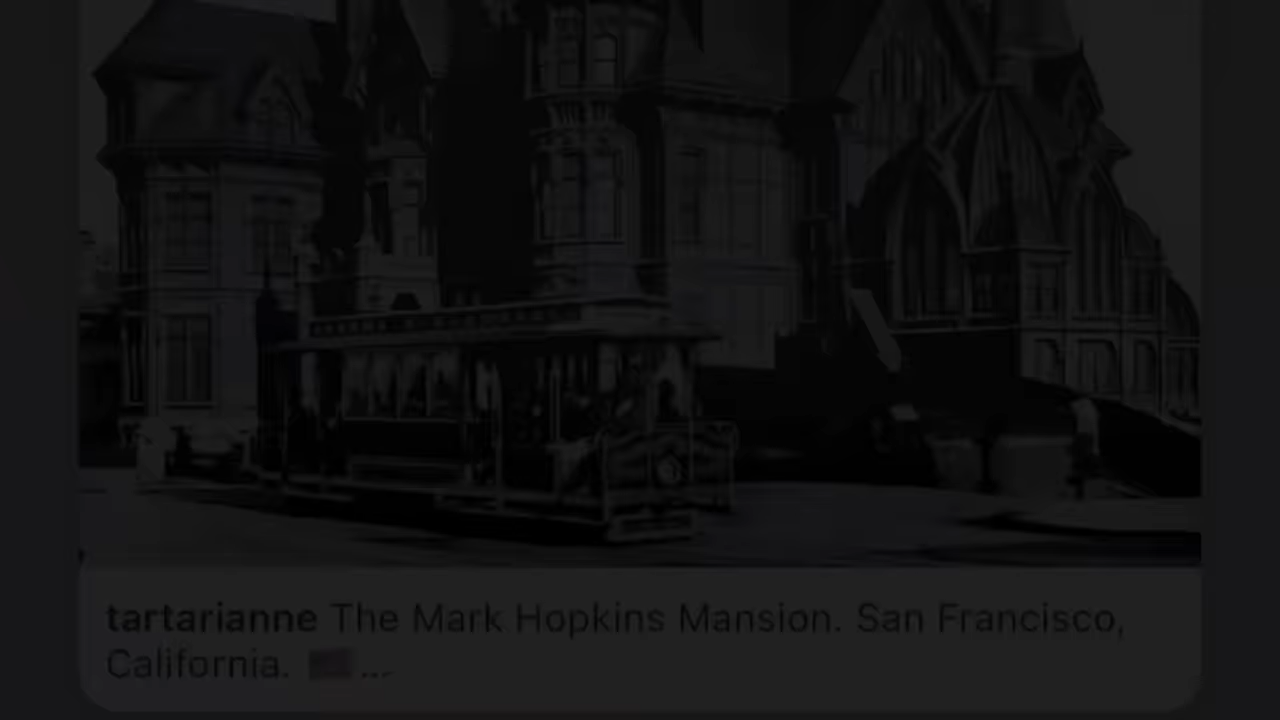 tartarianne The Mark Hopkins Mansion. San Francisco,
California. 🇺🇸...